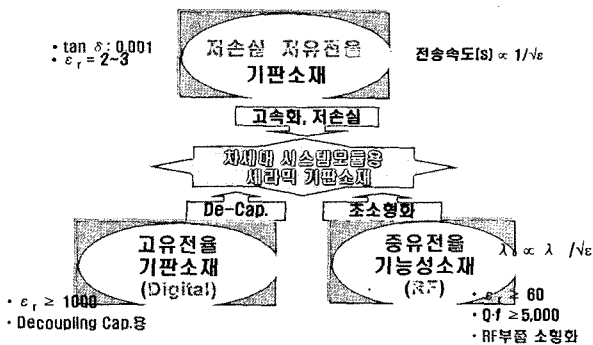 • tan δ: 0.001
• ε r = 2~3
저손실 저유전율
기판소재
전송속도(s) ∝ 1/√ε
고속화, 저손실
차세대 시스템모듈용
세라믹 기판소재
De-Cap.
초소형화
고유전율
기판소재
(Digital)
중유전율
기능성소재
(RF)
λ ∝ λ /√ε
• ε r ≥ 1000
• Decoupling Cap.용
• ε r ≥ 60
• Q·f ≥ 5,000
• RF부품 소형화